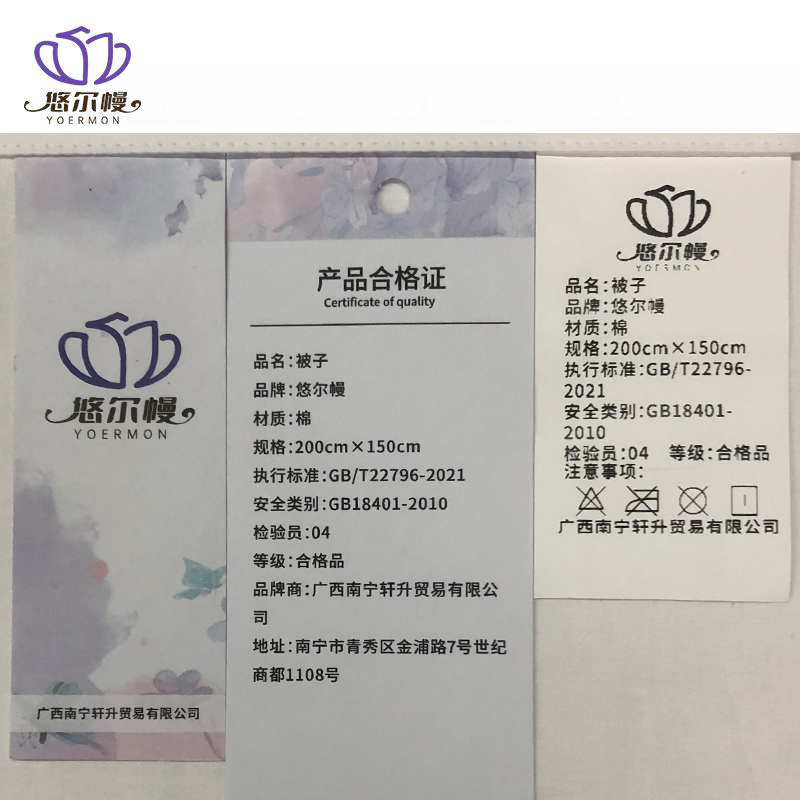 悠尔幔
YOERMON
悠尔幔
YOERMON
广西南宁轩升贸易有限公司
产品合格证
Certificate of quality
品名:被子
品牌:悠尔幔
材质:棉
规格:200cm×150cm
执行标准:GB/T22796-2021
安全类别:GB18401-2010
检验员:04
等级:合格品
品牌商:广西南宁轩升贸易有限公
司
地址:南宁市青秀区金浦路7号世纪
商都1108号
悠尔幔
YOERMON
品名:被子
品牌:悠尔幔
材质:棉
规格:200cm×150cm
执行标准:GB/T22796-
2021
安全类别:GB18401-
2010
检验员:04 等级:合格品
注意事项:
广西南宁轩升贸易有限公司